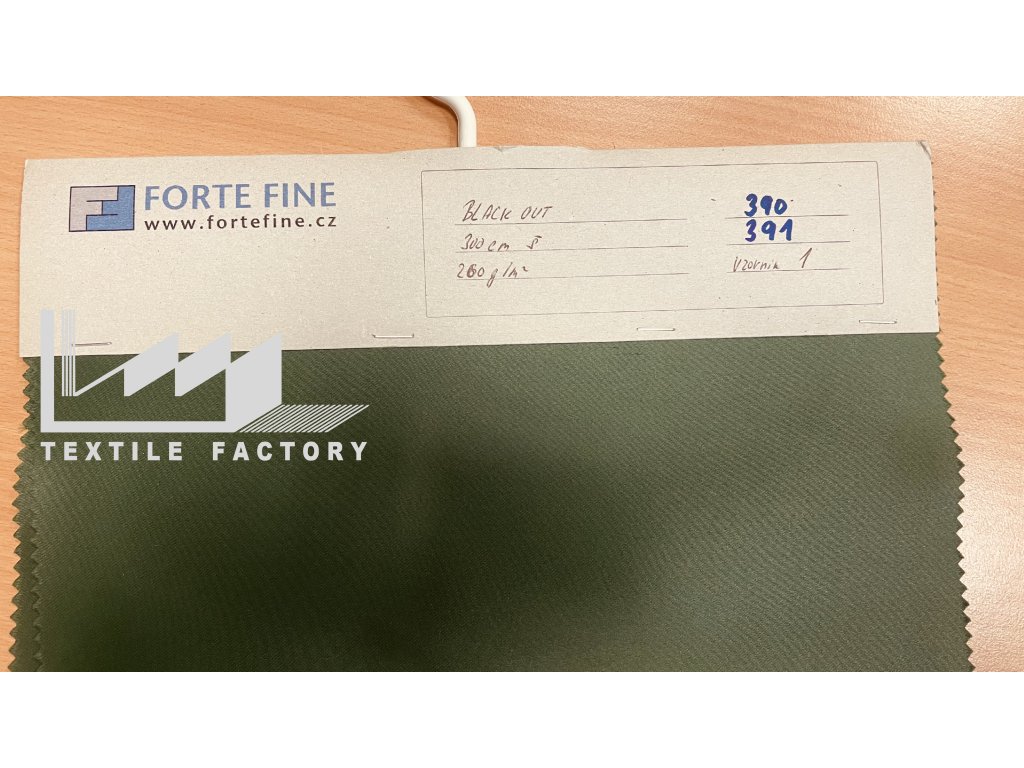 FORTE FINE
www.fortefine.cz
BLACK OUT
300 cm š
260 g/m²
390
391
Vzorník 1
TEXTILE FACTORY